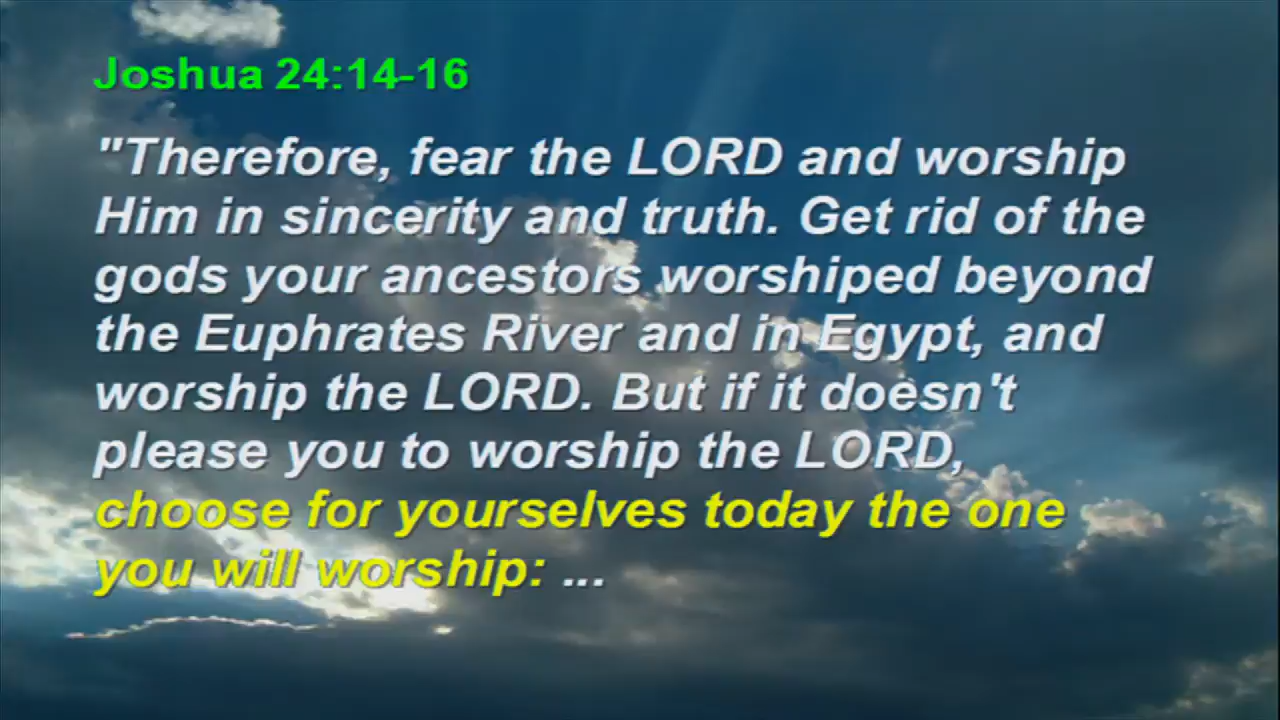 Joshua 24:14-16
"Therefore, fear the LORD and worship
Him in sincerity and truth. Get rid of the
gods your ancestors worshiped beyond
the Euphrates River and in Egypt, and
worship the LORD. But if it doesn't
please you to worship the LORD,
choose for yourselves today the one
you will worship: ...